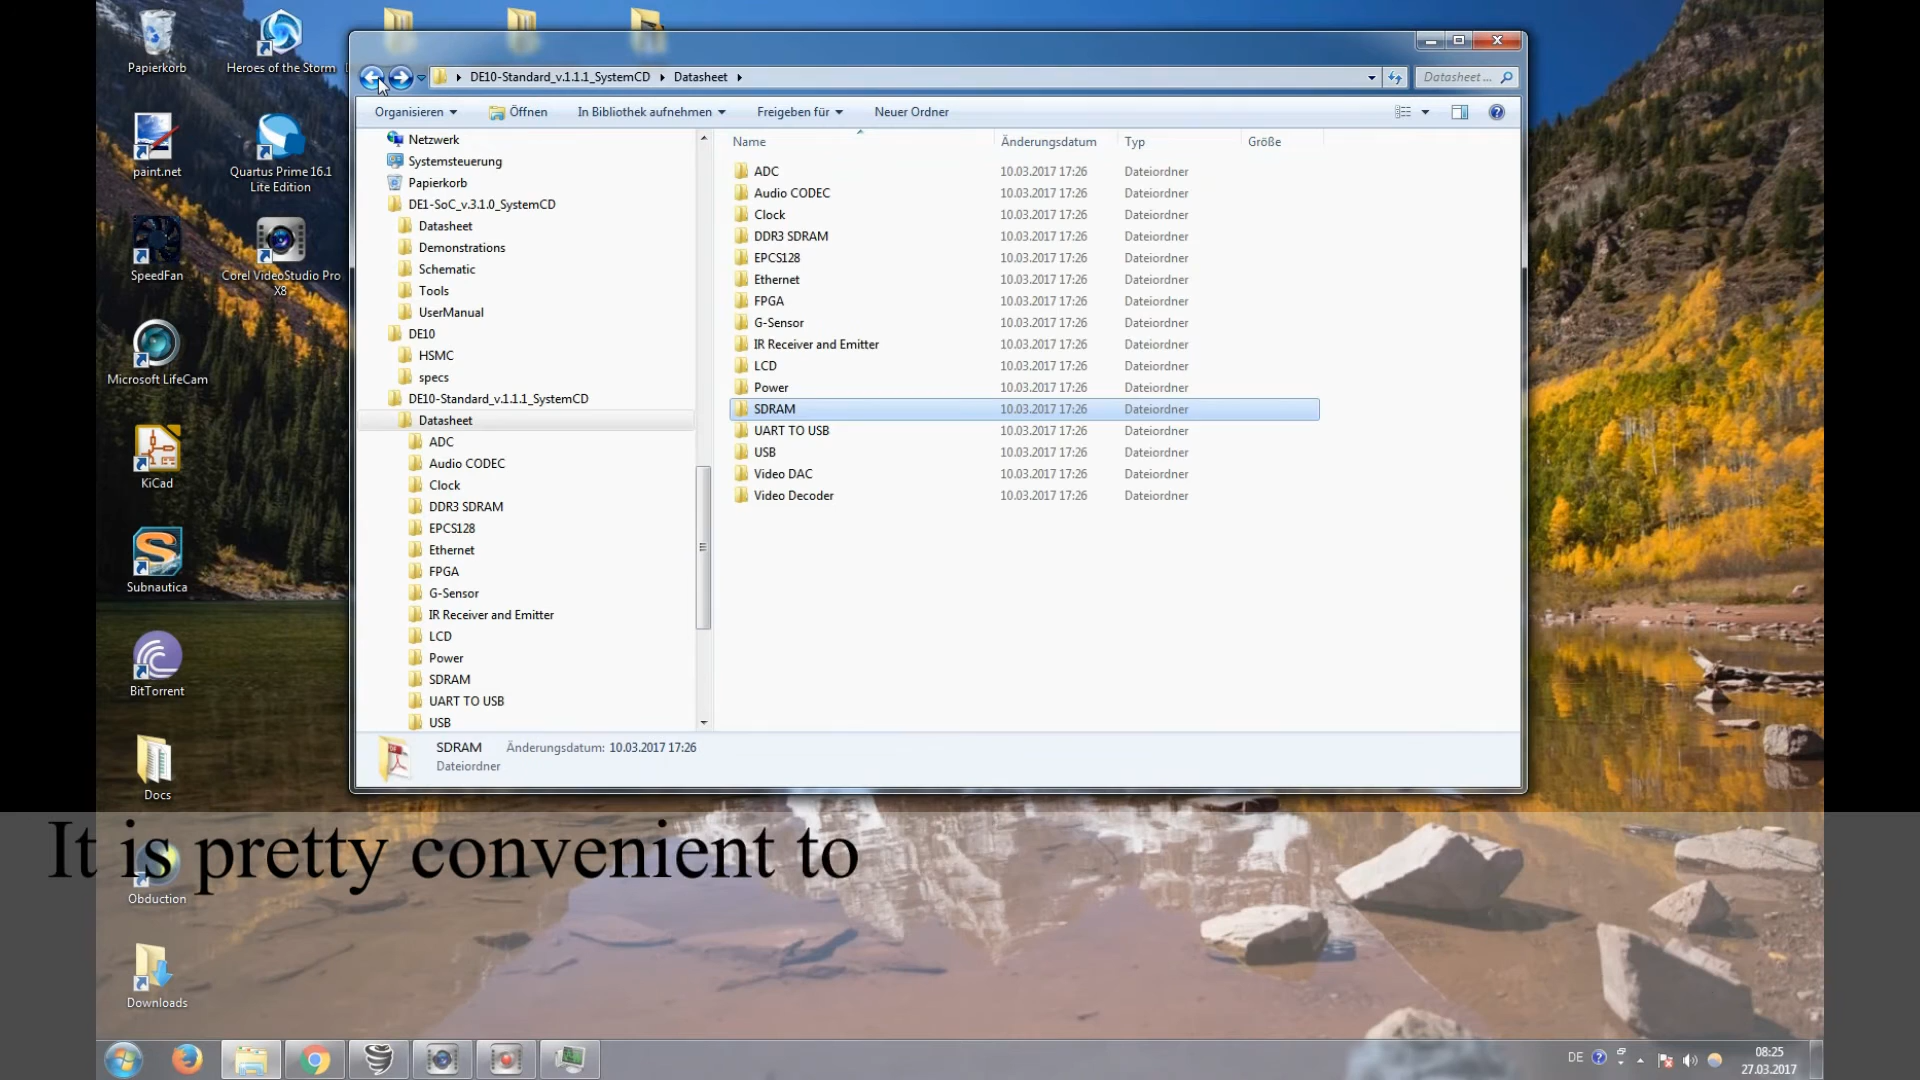 Papierkorb
Heroes of the Storm
paint.net
Quartus Prime 16.1
Lite Edition
SpeedFan
Corel VideoStudio Pro
X8
Microsoft LifeCam
KiCad
Subnautica
BitTorrent
Docs
Obduction
Downloads
DE10-Standard_v.1.1.1_SystemCD
Datasheet
Datasheet ...
Organisieren
Öffnen
In Bibliothek aufnehmen
Freigeben für
Neuer Ordner
Netzwerk
Systemsteuerung
Papierkorb
DE1-SoC_v.3.1.0_SystemCD
Datasheet
Demonstrations
Schematic
Tools
UserManual
DE10
HSMC
specs
DE10-Standard_v.1.1.1_SystemCD
Datasheet
ADC
Audio CODEC
Clock
DDR3 SDRAM
EPCS128
Ethernet
FPGA
G-Sensor
IR Receiver and Emitter
LCD
Power
SDRAM
UART TO USB
USB
Name Änderungsdatum Typ Größe
ADC 10.03.2017 17:26 Dateiordner
Audio CODEC 10.03.2017 17:26 Dateiordner
Clock 10.03.2017 17:26 Dateiordner
DDR3 SDRAM 10.03.2017 17:26 Dateiordner
EPCS128 10.03.2017 17:26 Dateiordner
Ethernet 10.03.2017 17:26 Dateiordner
FPGA 10.03.2017 17:26 Dateiordner
G-Sensor 10.03.2017 17:26 Dateiordner
IR Receiver and Emitter 10.03.2017 17:26 Dateiordner
LCD 10.03.2017 17:26 Dateiordner
Power 10.03.2017 17:26 Dateiordner
SDRAM 10.03.2017 17:26 Dateiordner
UART TO USB 10.03.2017 17:26 Dateiordner
USB 10.03.2017 17:26 Dateiordner
Video DAC 10.03.2017 17:26 Dateiordner
Video Decoder 10.03.2017 17:26 Dateiordner
SDRAM Änderungsdatum: 10.03.2017 17:26
Dateiordner
It is pretty convenient to
DE
08:25
27.03.2017